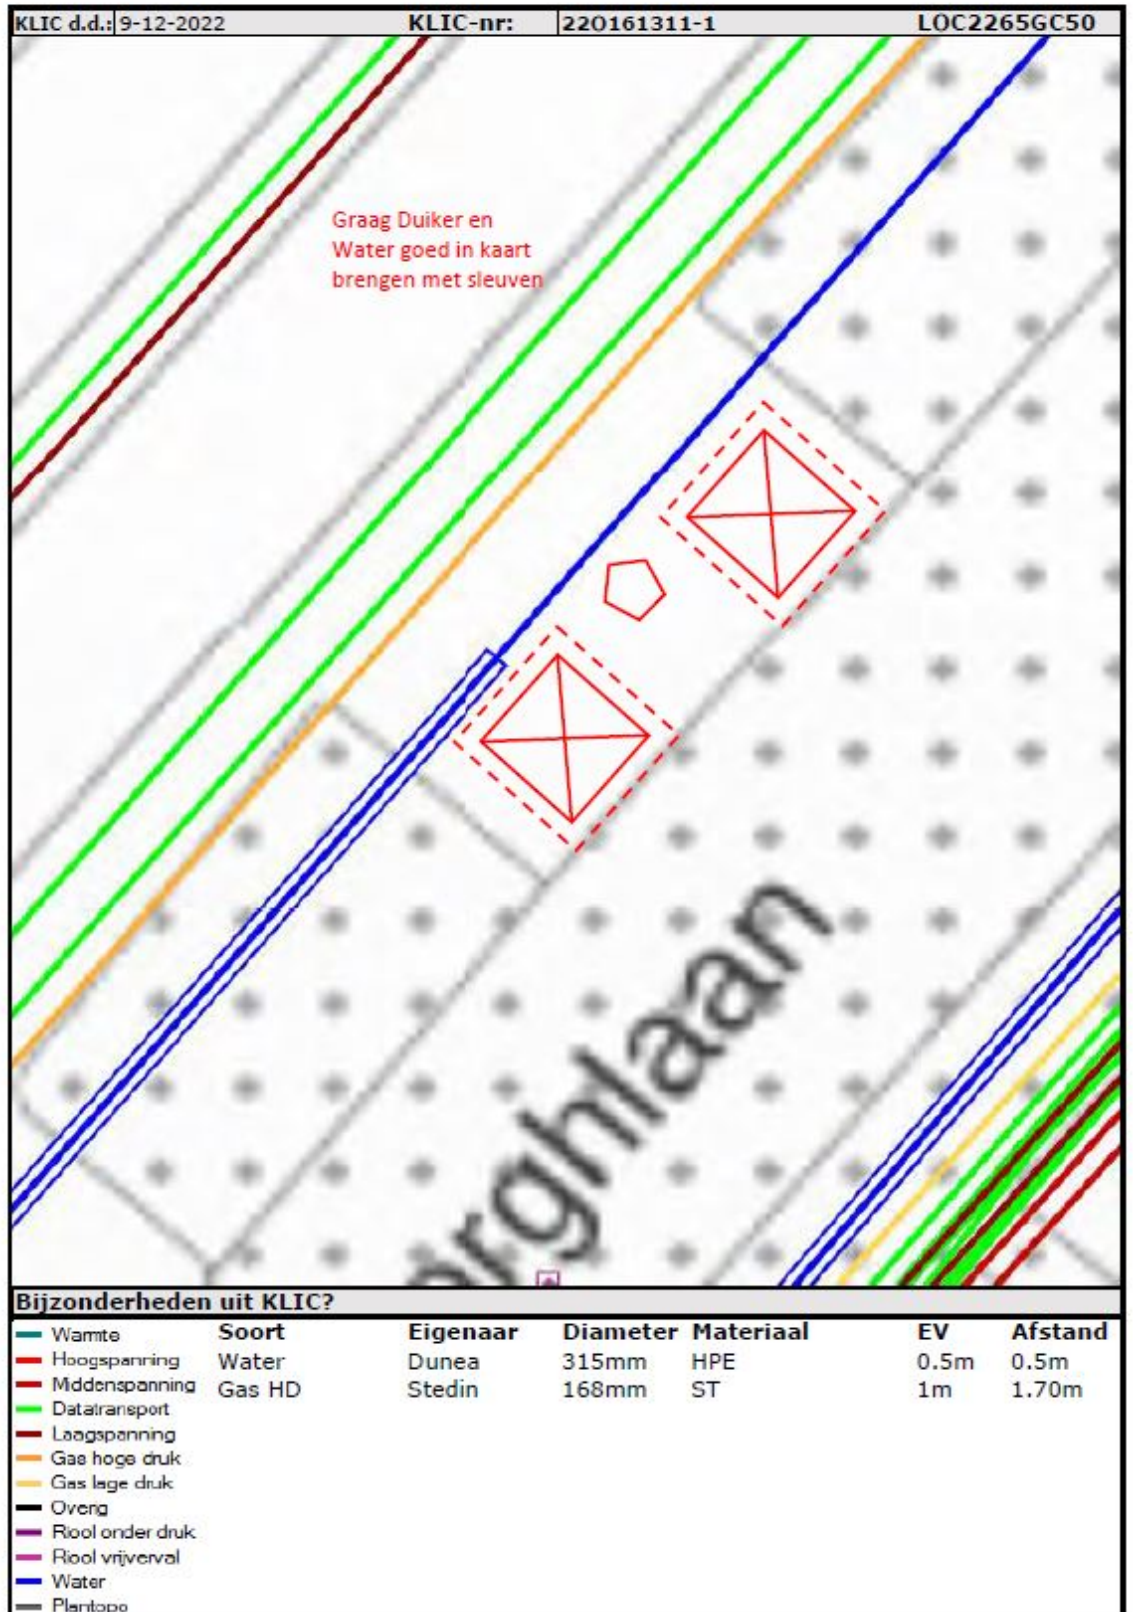 KLIC d.d.: 9-12-2022 KLIC-nr: 220161311-1 LOC2265GC50
Graag Duiker en
Water goed in kaart
brengen met sleuven
arghlaan
Bijzonderheden uit KLIC?
Soort Eigenaar Diameter Materiaal EV Afstand
Water Dunea 315mm HPE 0.5m 0.5m
Gas HD Stedin 168mm ST 1m 1.70m
Warmte
Hoogspanning
Middenspanning
Datatransport
Laagspanning
Gas hoge druk
Gas lage druk
Overig
Riool onder druk
Riool vrijverval
Water
Plantopo